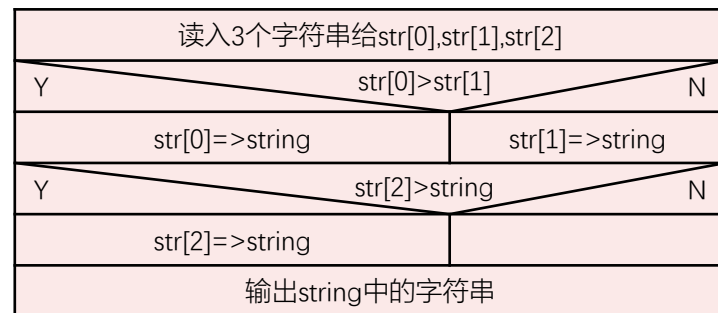 读入3个字符串给str[0],str[1],str[2]
str[0]>str[1]
Y N
str[0]=>string str[1]=>string
str[2]>string
Y N
str[2]=>string
输出string中的字符串